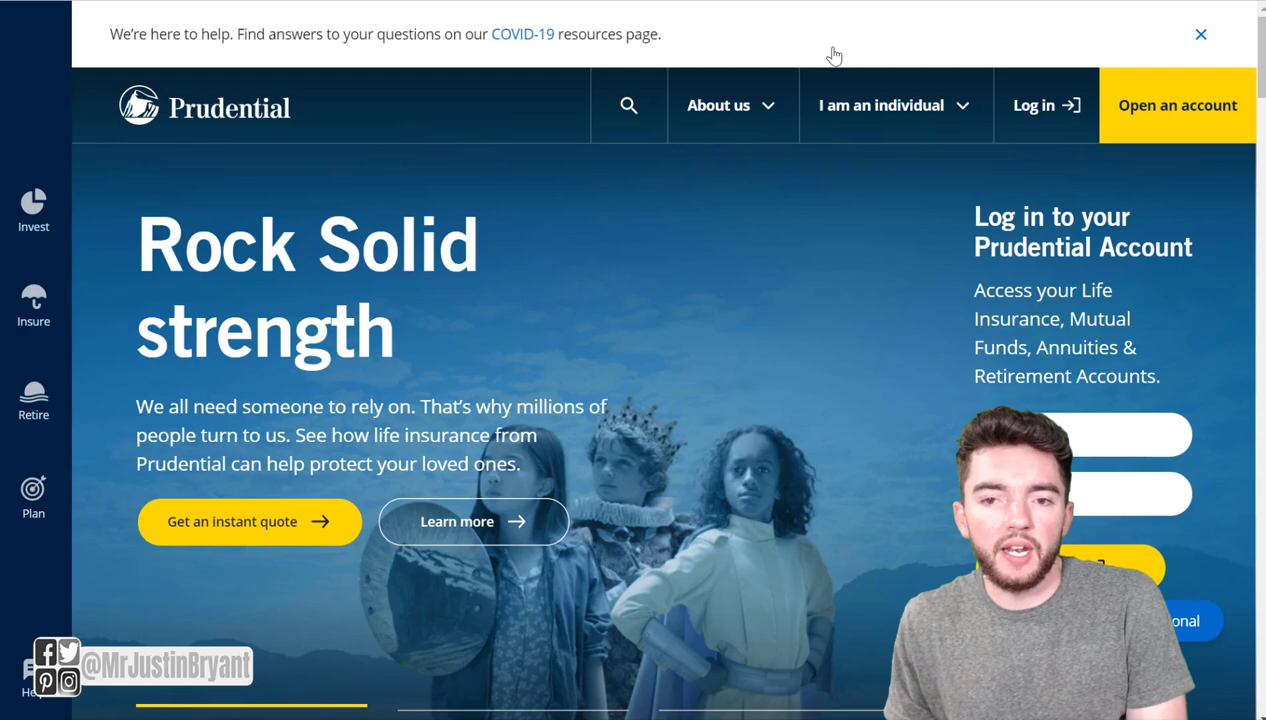 We're here to help. Find answers to your questions on our COVID-19 resources page.
Prudential
About us
I am an individual
Log in
Open an account
Invest
Insure
Retire
Plan
Rock Solid
strength
We all need someone to rely on. That's why millions of
people turn to us. See how life insurance from
Prudential can help protect your loved ones.
Get an instant quote
Learn more
Log in to your
Prudential Account
Access your Life
Insurance, Mutual
Funds, Annuities &
Retirement Accounts.
@MrJustinBryant